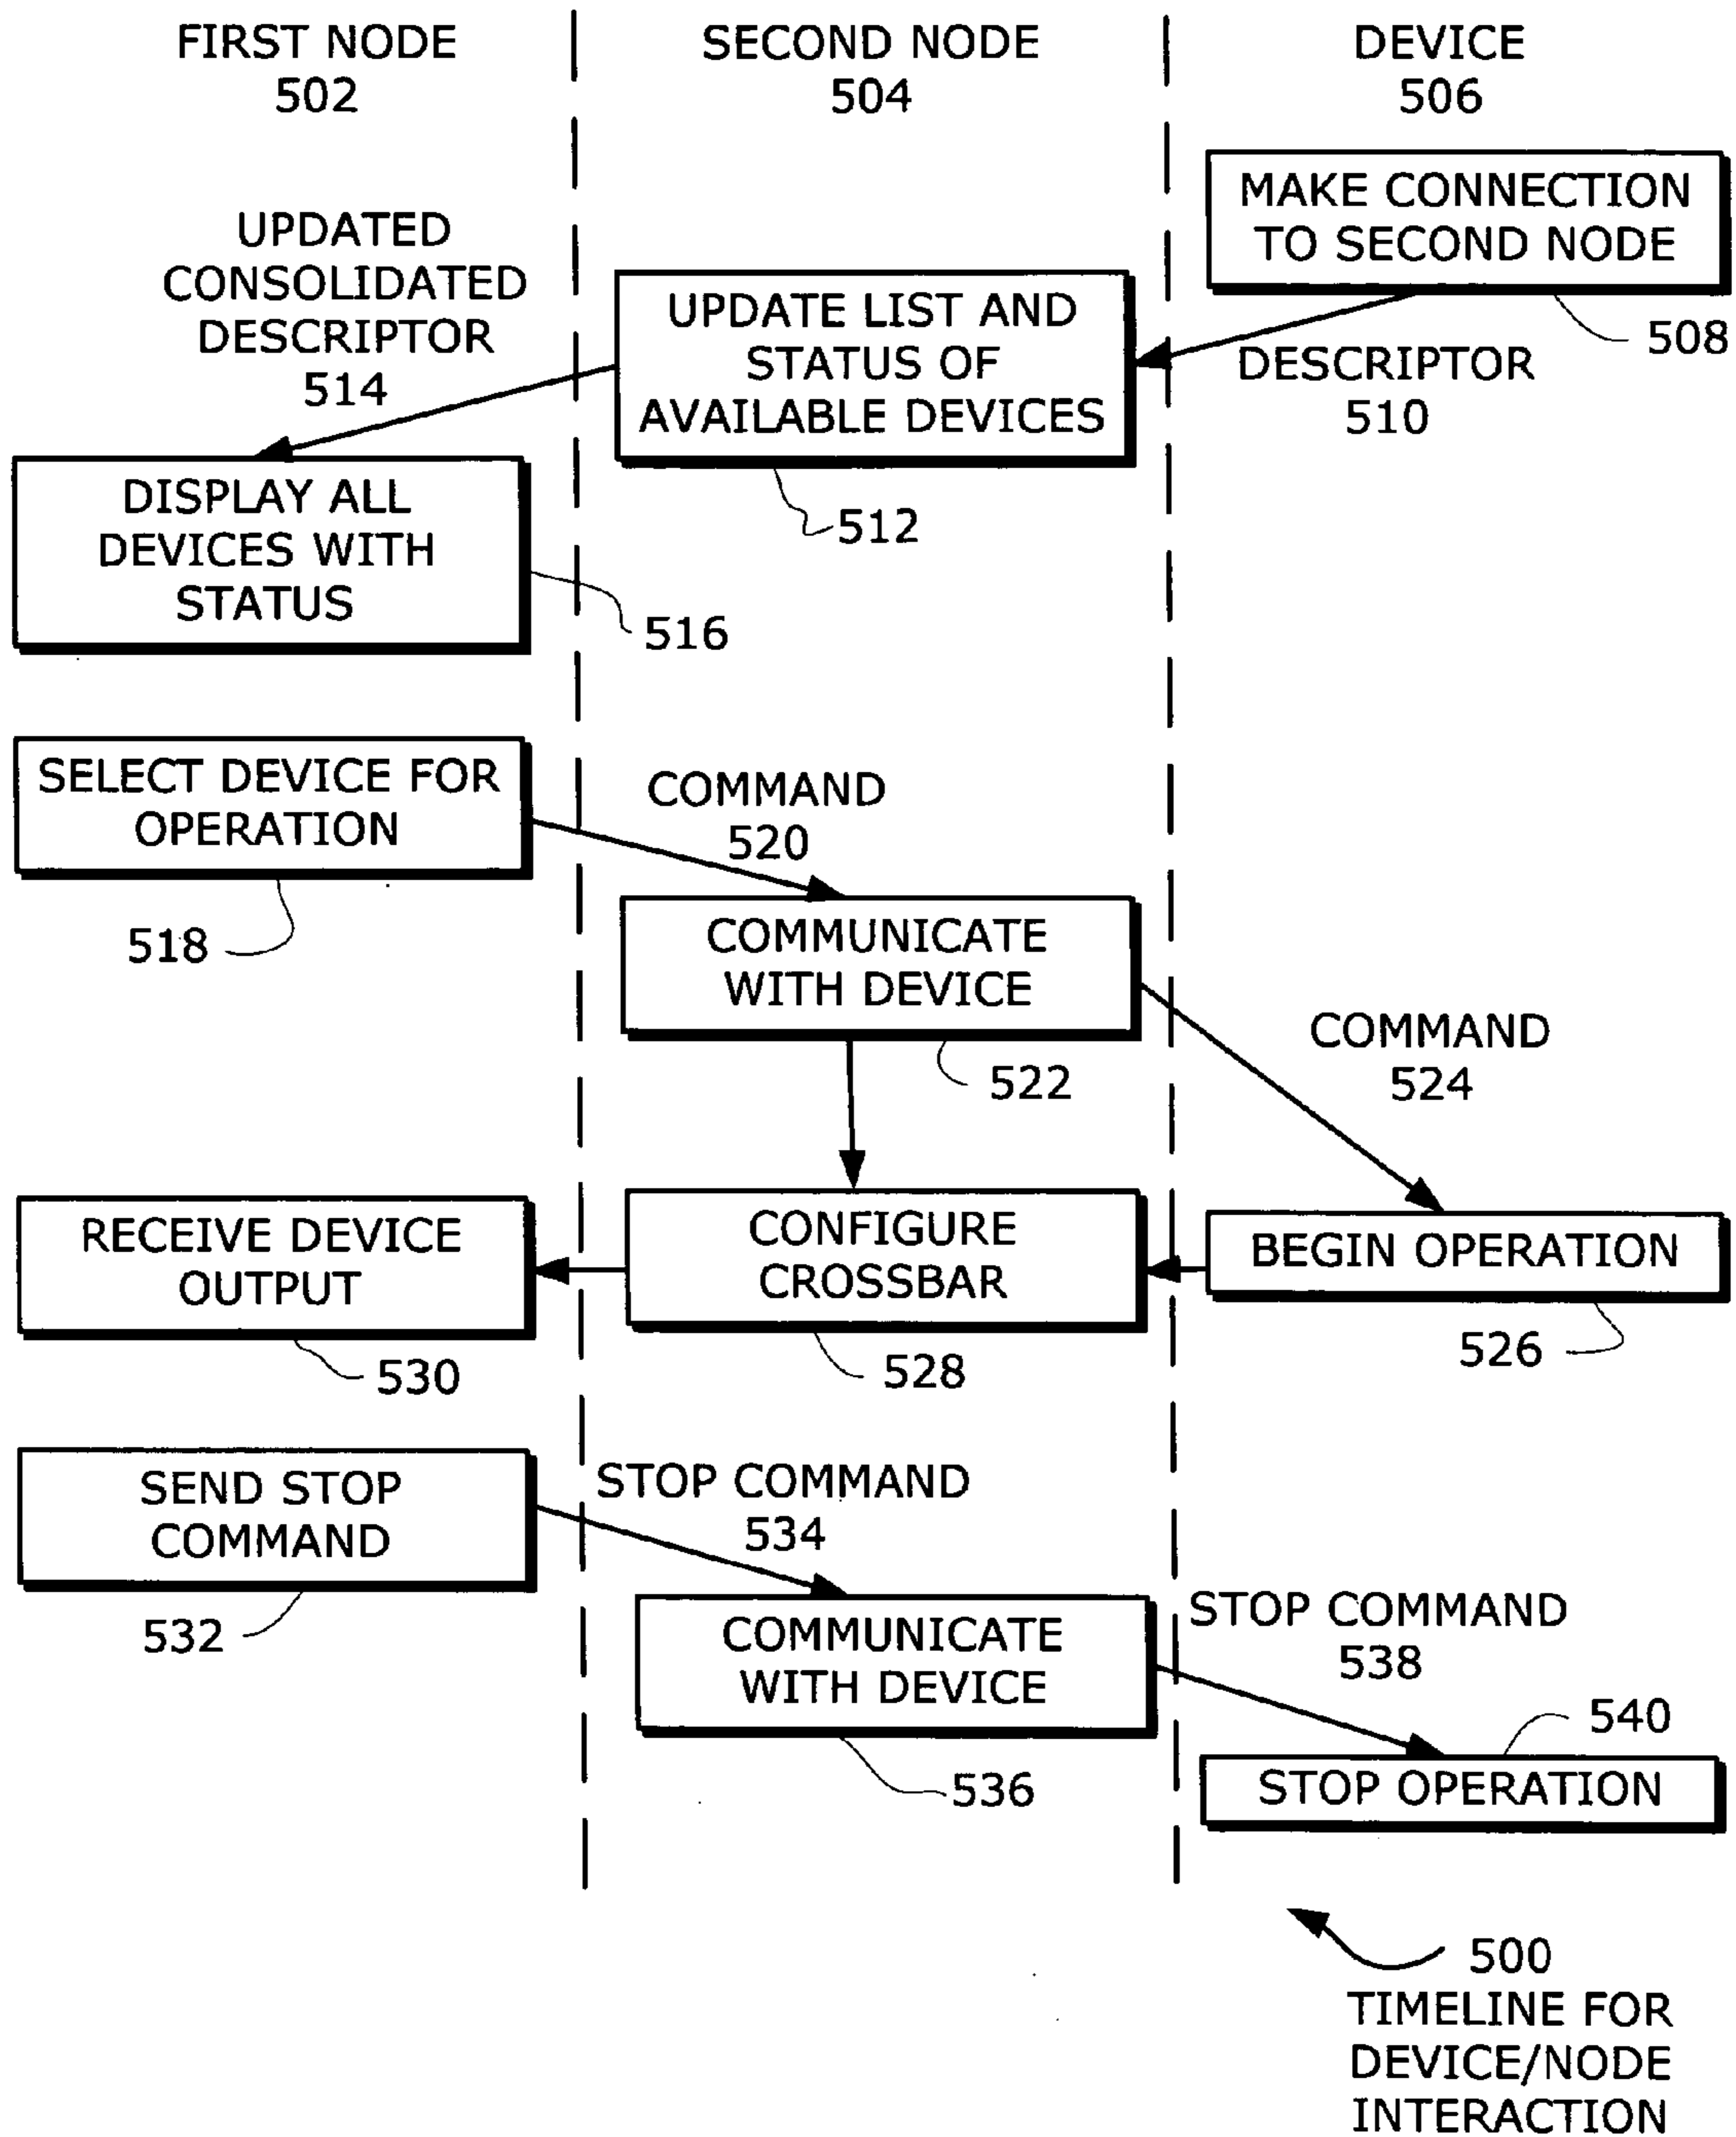 FIRST NODE
502
SECOND NODE
504
DEVICE
506
MAKE CONNECTION
TO SECOND NODE
508
DESCRIPTOR
510
UPDATE LIST AND
STATUS OF
AVAILABLE DEVICES
512
UPDATED
CONSOLIDATED
DESCRIPTOR
514
DISPLAY ALL
DEVICES WITH
STATUS
516
SELECT DEVICE FOR
OPERATION
518
COMMAND
520
COMMUNICATE
WITH DEVICE
522
COMMAND
524
BEGIN OPERATION
526
CONFIGURE
CROSSBAR
528
RECEIVE DEVICE
OUTPUT
530
SEND STOP
COMMAND
532
STOP COMMAND
534
COMMUNICATE
WITH DEVICE
536
STOP COMMAND
538
540
STOP OPERATION
500
TIMELINE FOR
DEVICE/NODE
INTERACTION